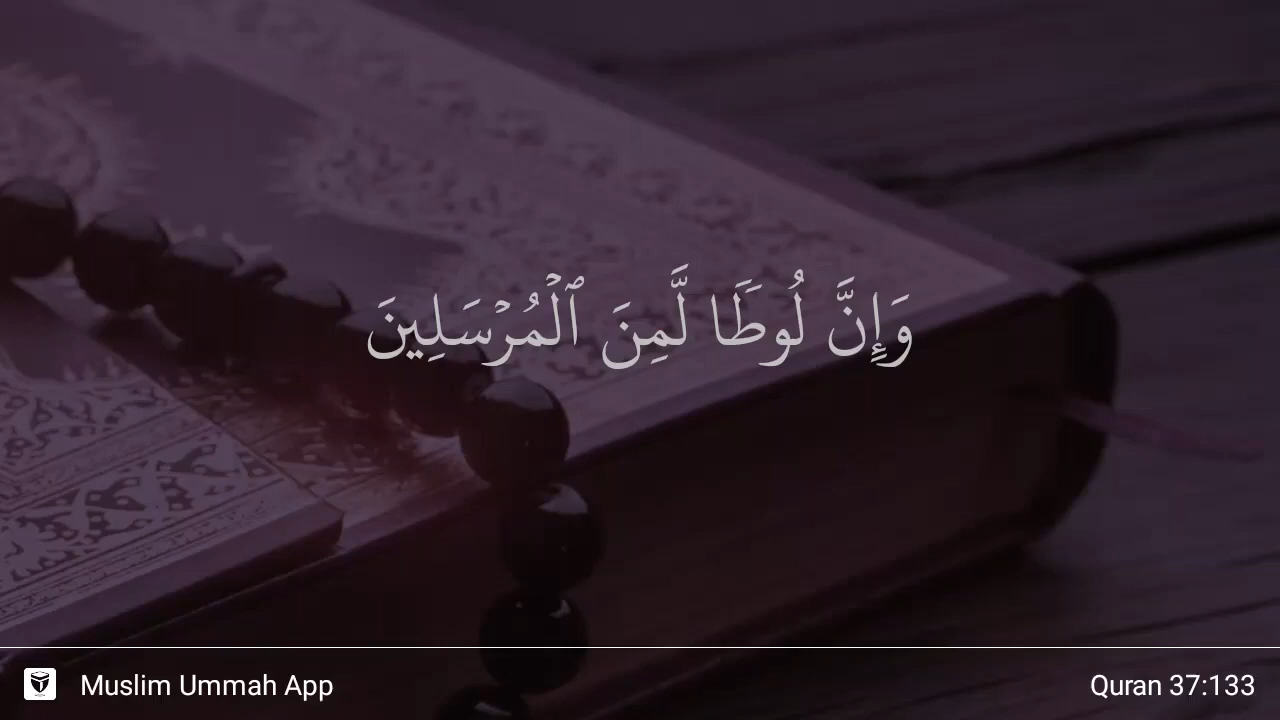 وَإِنَّ لُوطًا لَّمِنَ ٱلْمُرْسَلِينَ
Muslim Ummah App
Quran 37:133